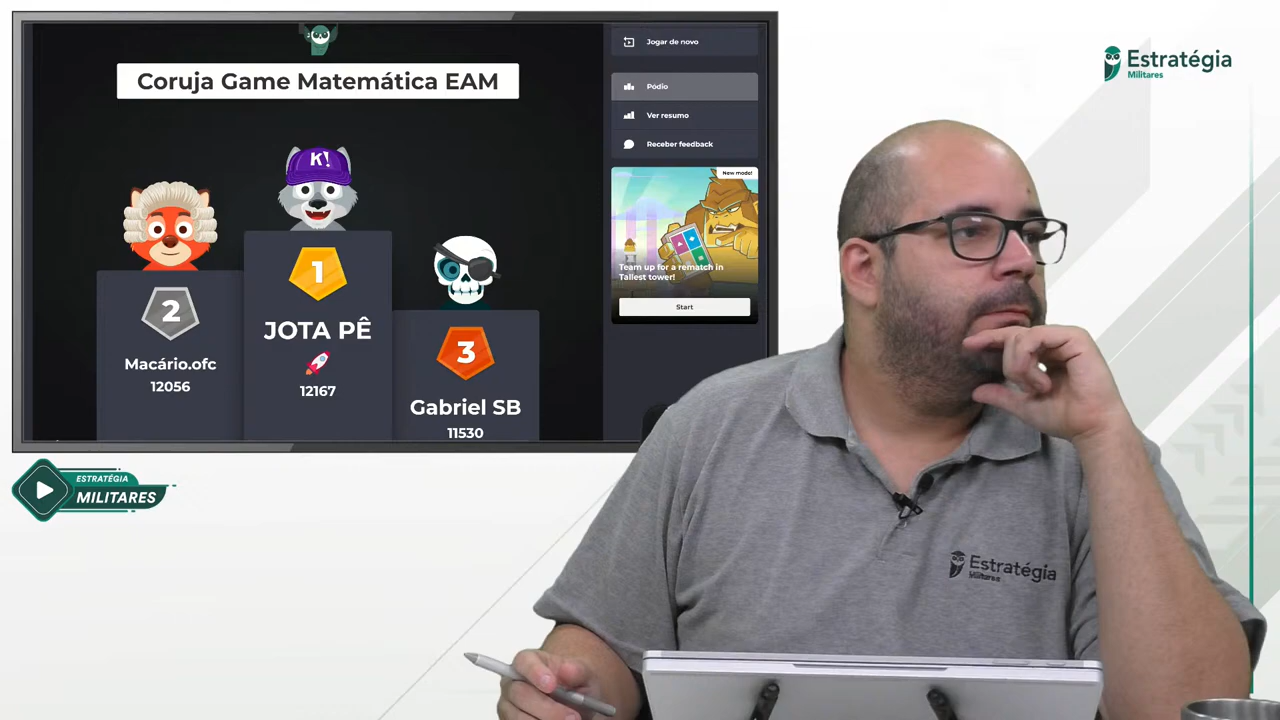 Coruja Game Matemática EAM
K!
1
JOTA PÊ
12167
2
Macário.ofc
12056
3
Gabriel SB
11530
Jogar de novo
Pódio
Ver resumo
Receber feedback
New mode!
Team up for a rematch in
Tallest tower!
Start
Estratégia
Militares
ESTRATÉGIA
MILITARES
Estratégia
Militares